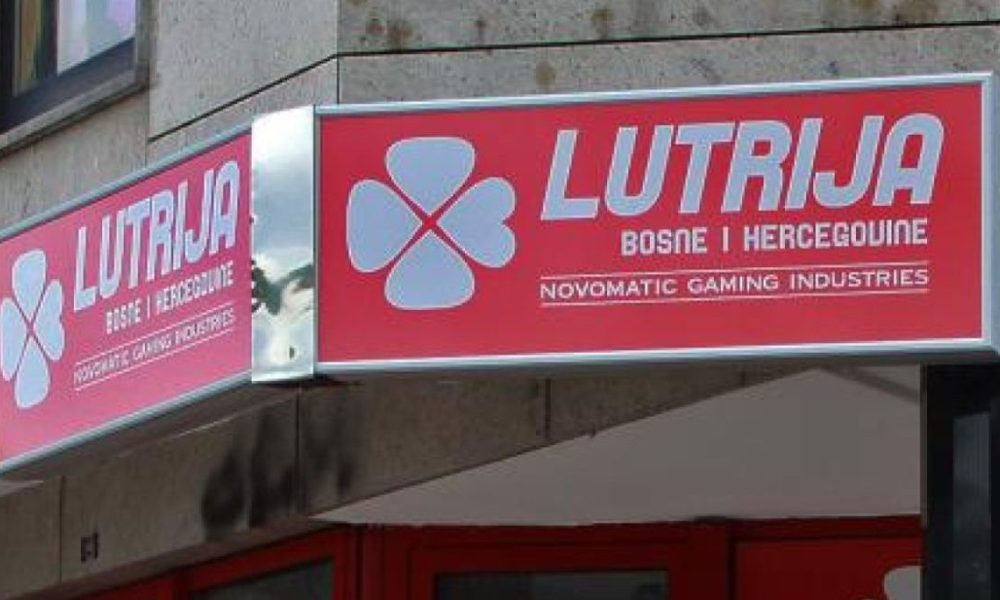 LUTRIJA
BOSNE I HERCEGOVINE
NOVOMATIC GAMING INDUSTRIES
LUTRIJA
BOSNE I HERCEGOVINE
NOVOMATIC GAMING INDUSTRIES